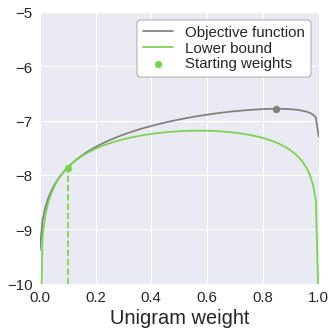 −5
−6
−7
−8
−9
−10
Objective function
Lower bound
Starting weights
0.0 0.2 0.4 0.6 0.8 1.0
Unigram weight